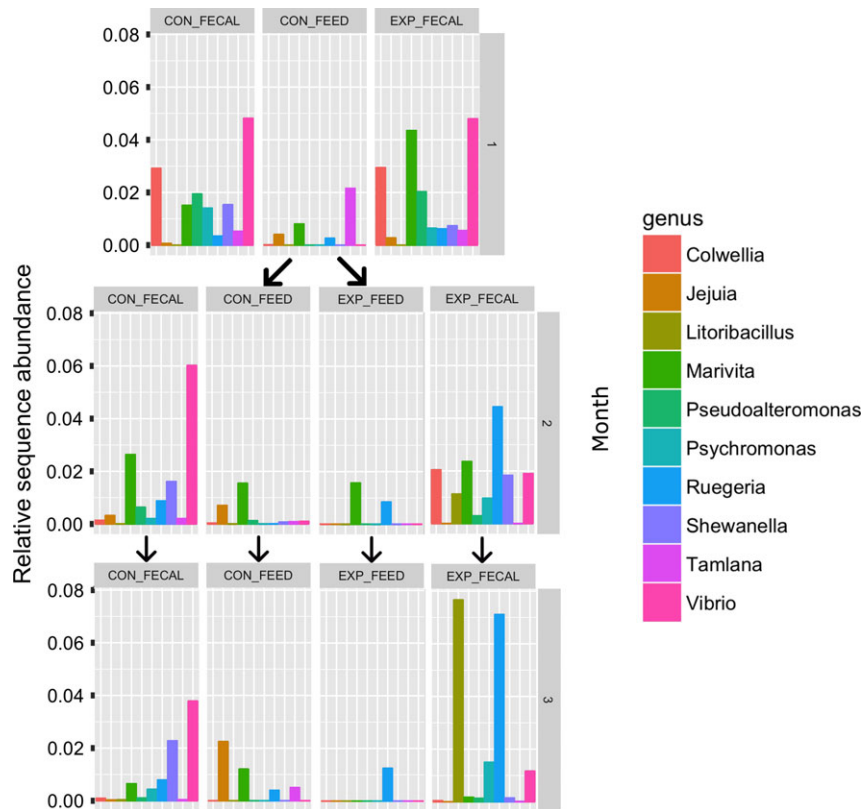 CON_FECAL CON_FEED EXP_FECAL
0.08
0.06
0.04
0.02
0.00
1
CON_FECAL CON_FEED EXP_FEED EXP_FECAL
0.08
0.06
0.04
0.02
0.00
2
CON_FECAL CON_FEED EXP_FEED EXP_FECAL
0.08
0.06
0.04
0.02
0.00
3
Relative sequence abundance
Month
genus
Colwellia
Jejuia
Litoribacillus
Marivita
Pseudoalteromonas
Psychromonas
Ruegeria
Shewanella
Tamlana
Vibrio